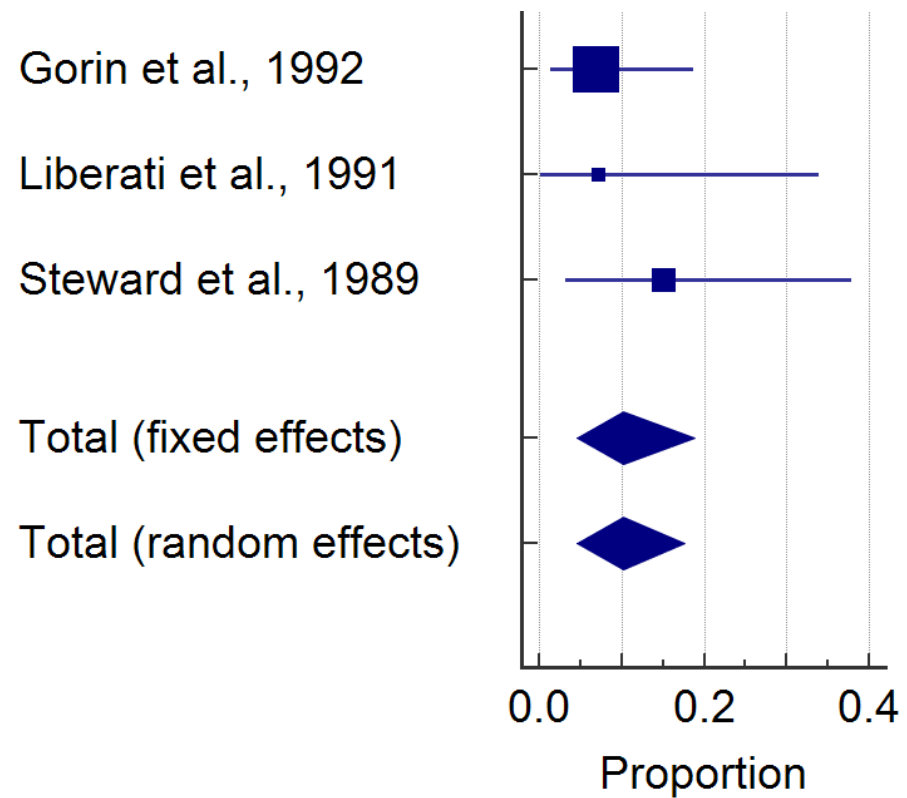 Gorin et al., 1992
Liberati et al., 1991
Steward et al., 1989
Total (fixed effects)
Total (random effects)
0.0 0.2 0.4
Proportion